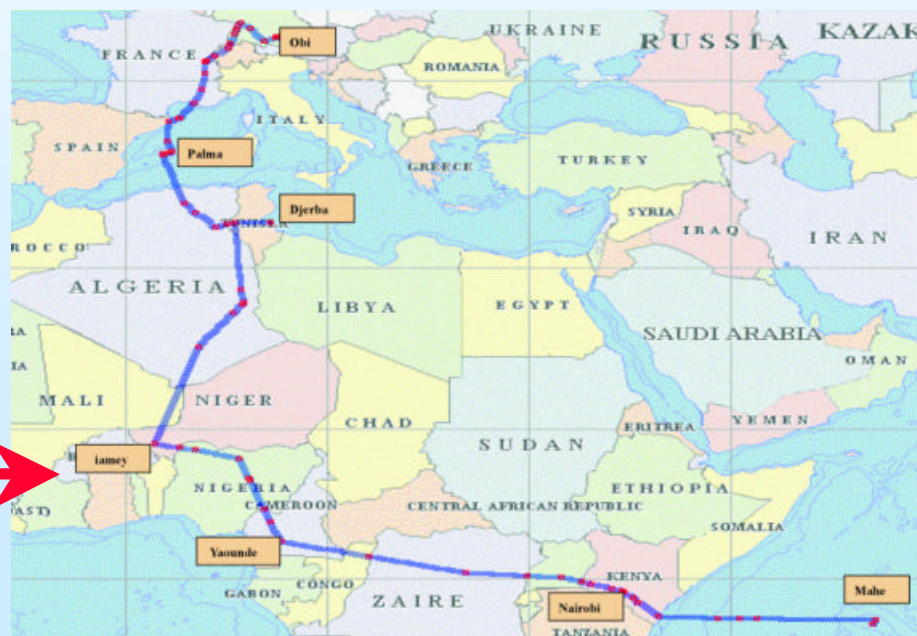 UKRAINE
KAZAK
RUSSIA
Obi
FRANCE
ROMANIA
ITALY
SPAIN
Palma
GREECE
TURKEY
Djerba
SYRIA
IRAQ
IRAN
ROCCO
ALGERIA
LIBYA
EGYPT
SAUDI ARABIA
OMAN
MALI
NIGER
CHAD
YEMEN
ERITREA
SUDAN
iamey
NIGERIA
ETHIOPIA
CAMEROON
CENTRAL AFRICAN REPUBLIC
SOMALIA
AST)
Yaounde
CONGO
GABON
ZAIRE
KENYA
Mahe
Nairobi
TANZANIA